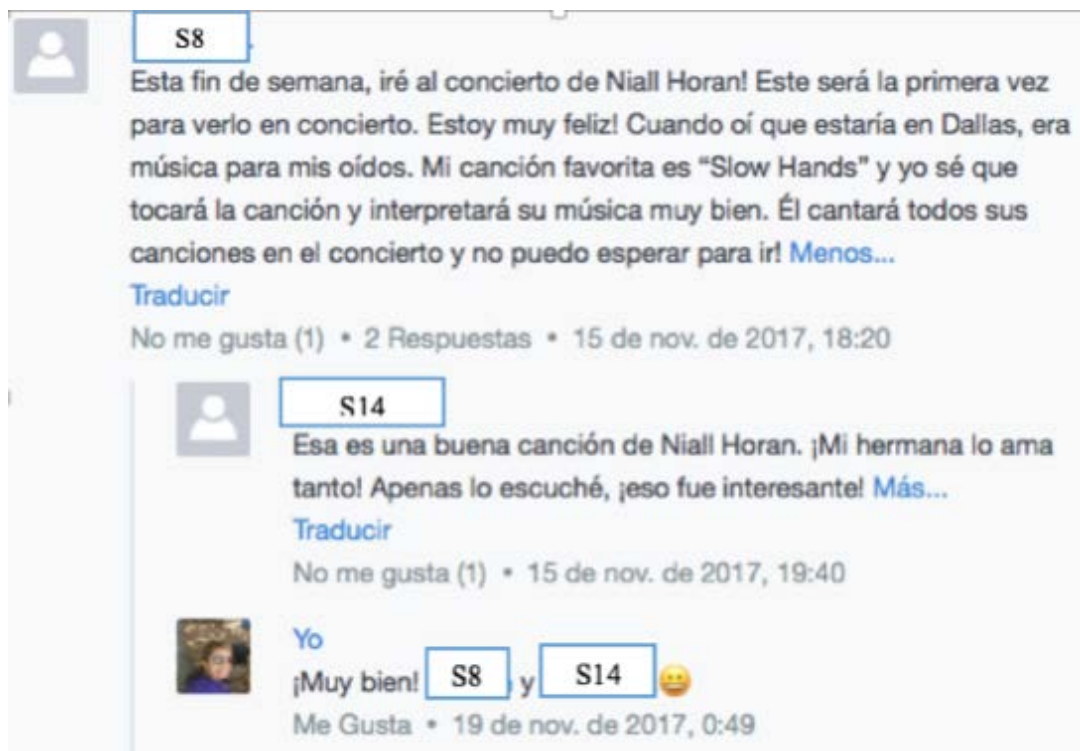 S8
Esta fin de semana, iré al concierto de Niall Horan! Este será la primera vez
para verlo en concierto. Estoy muy feliz! Cuando oí que estaría en Dallas, era
música para mis oídos. Mi canción favorita es “Slow Hands” y yo sé que
tocará la canción y interpretará su música muy bien. Él cantará todos sus
canciones en el concierto y no puedo esperar para ir! Menos...
Traducir
No me gusta (1) • 2 Respuestas • 15 de nov. de 2017, 18:20
S14
Esa es una buena canción de Niall Horan. ¡Mi hermana lo ama
tanto! Apenas lo escuché, ¡eso fue interesante! Más...
Traducir
No me gusta (1) • 15 de nov. de 2017, 19:40
Yo
¡Muy bien! S8 y S14 😀
Me Gusta • 19 de nov. de 2017, 0:49